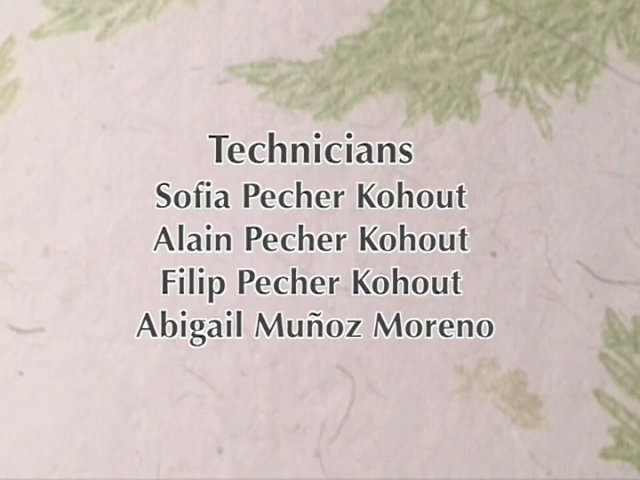 Technicians
Sofia Pecher Kohout
Alain Pecher Kohout
Filip Pecher Kohout
Abigail Muñoz Moreno